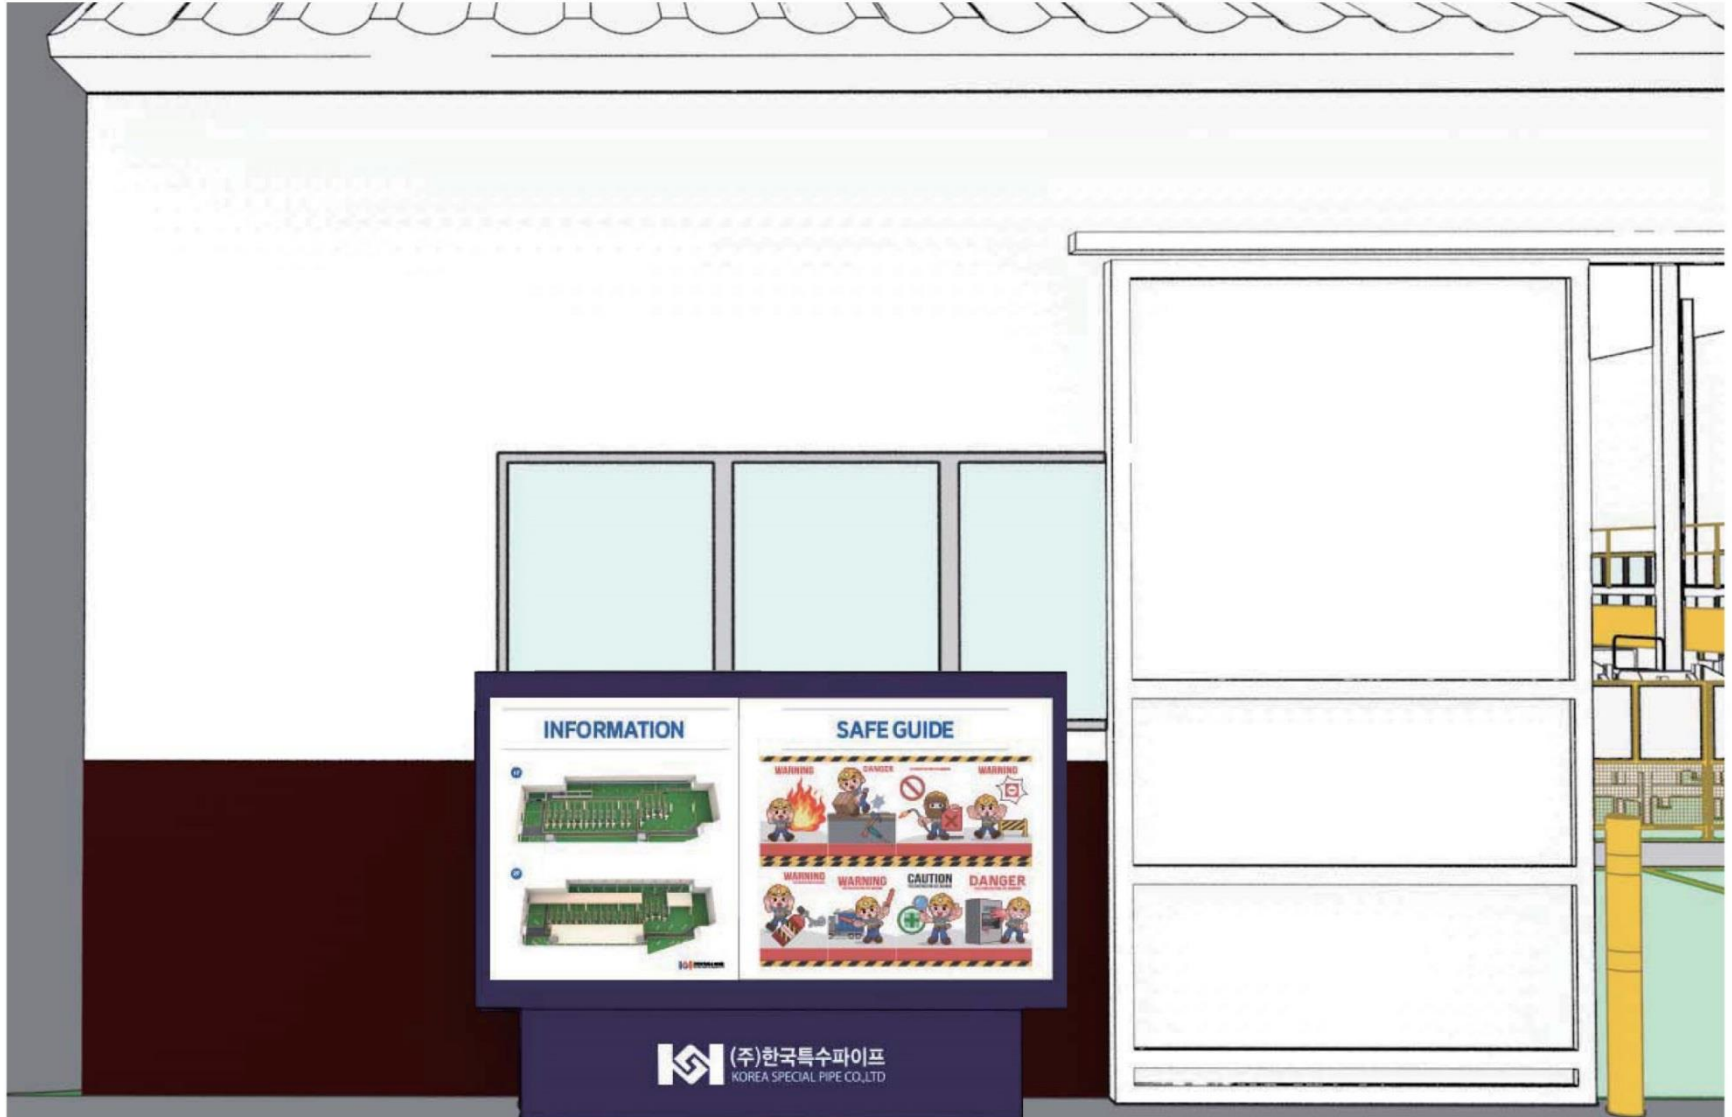 INFORMATION
SAFE GUIDE
WARNING
DANGER
WARNING
WARNING
WARNING
CAUTION
DANGER
(주)한국특수파이프
KOREA SPECIAL PIPE CO.,LTD